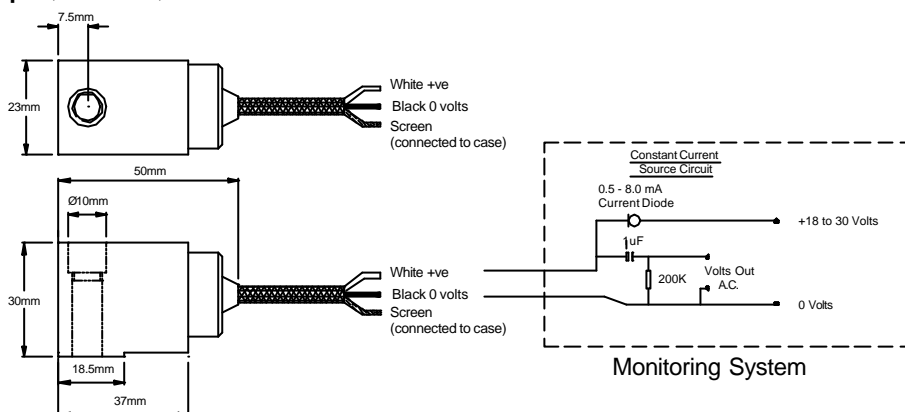 7.5mm
23mm
White +ve
Black 0 volts
Screen
(connected to case)
50mm
Ø10mm
30mm
White +ve
Black 0 volts
Screen
(connected to case)
18.5mm
37mm
Constant Current
Source Circuit
0.5 - 8.0 mA
Current Diode
+18 to 30 Volts
1uF
200K
Volts Out
A.C.
0 Volts
Monitoring System